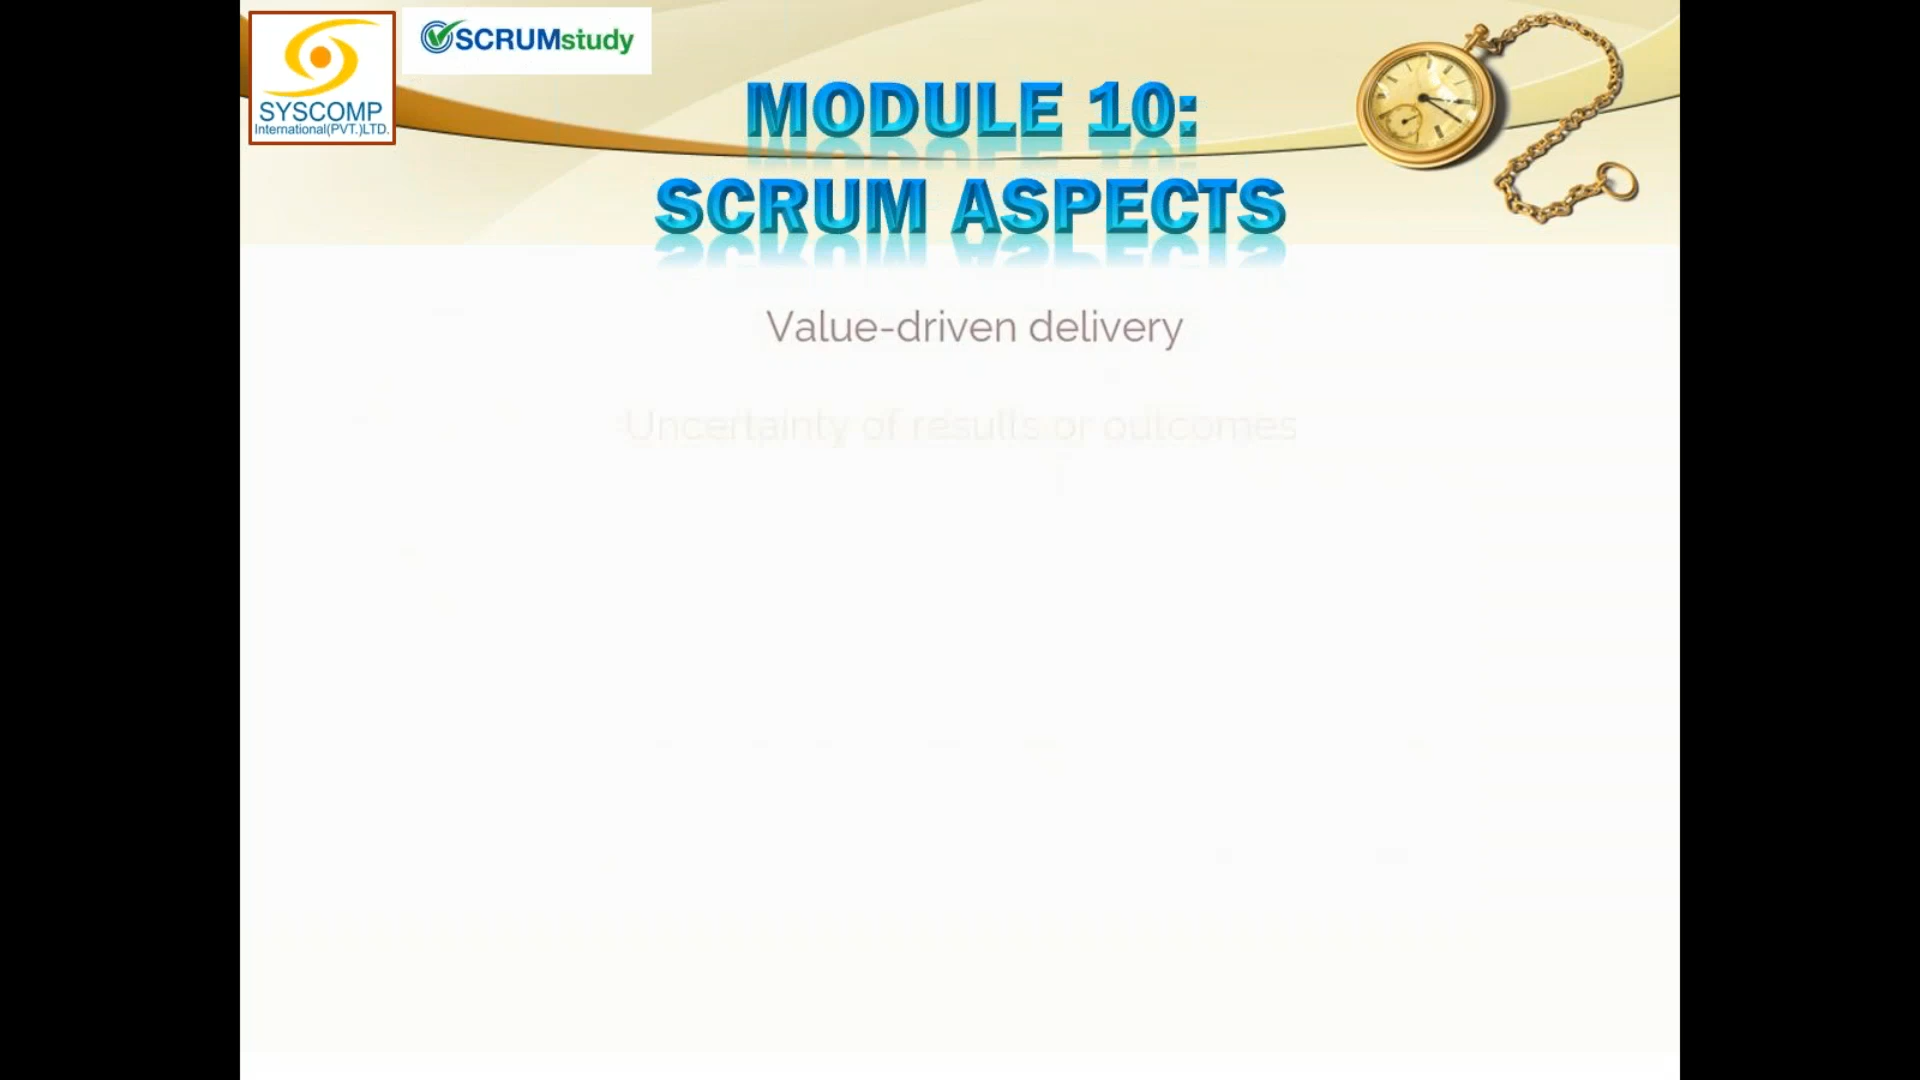 SYSCOMP
International(PVT.)LTD.
SCRUMstudy
MODULE 10:
SCRUM ASPECTS
Value-driven delivery
Uncertainty of results or outcomes